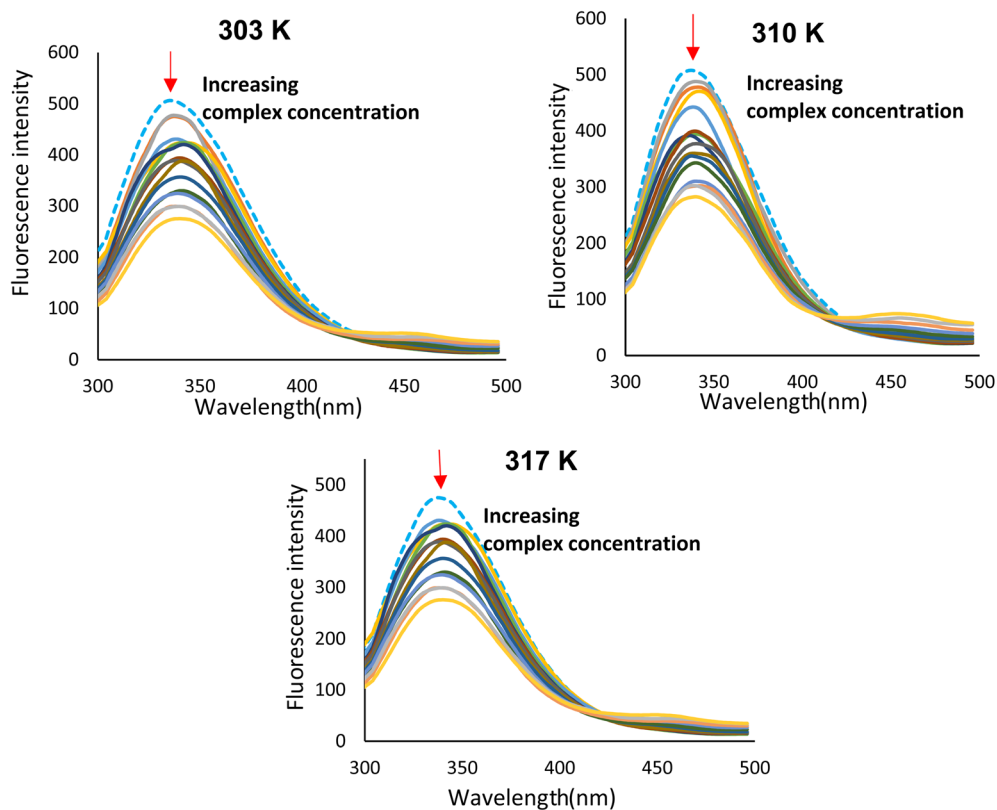 303 K
600
500
400
300
200
100
0
Fluorescence intensity
Increasing
complex concentration
300 350 400 450 500
Wavelength(nm)
310 K
600
500
400
300
200
100
0
Fluorescence intensity
Increasing
complex concentration
300 350 400 450 500
Wavelength(nm)
317 K
500
400
300
200
100
0
Fluorescence intensity
Increasing
complex concentration
300 350 400 450 500
Wavelength(nm)